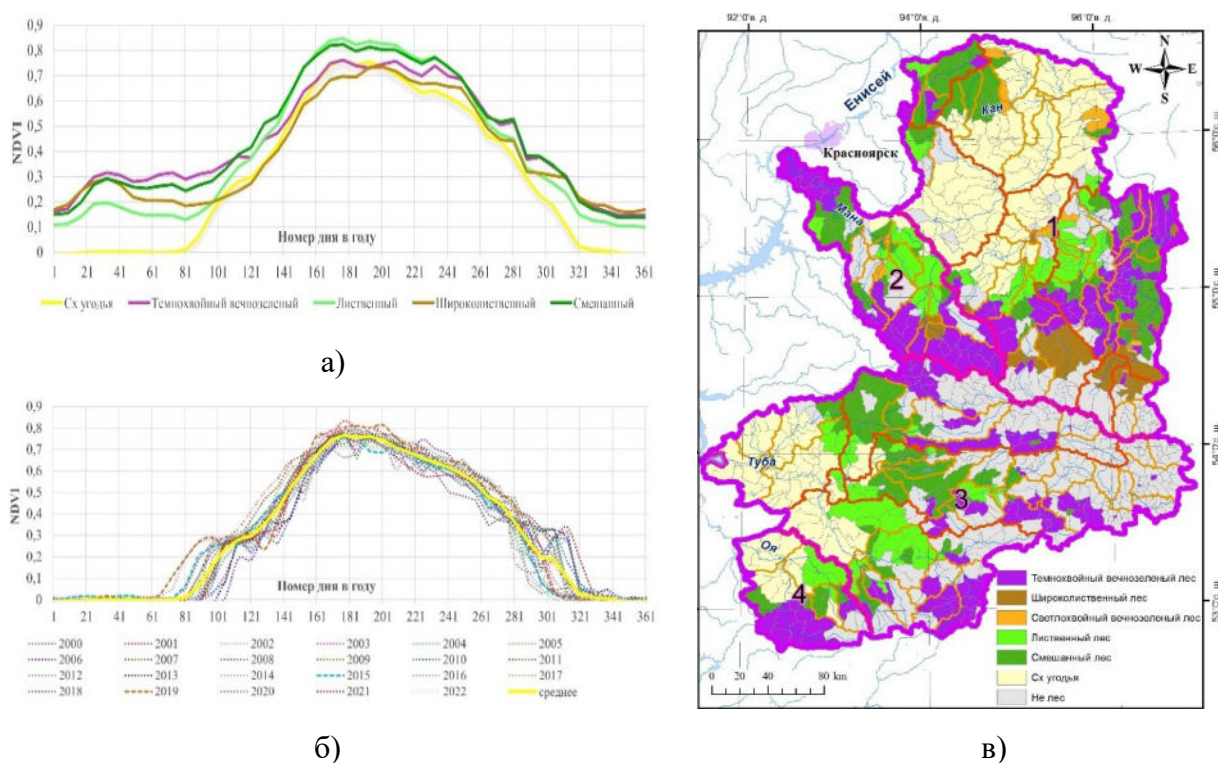 0,9
0,8
0,7
0,6
0,5
0,4
0,3
0,2
0,1
0
NDVI
Номер дня в году
1 21 41 61 81 101 121 141 161 181 201 221 241 261 281 301 321 341 361
Сх угодья Темнохвойный вечнозеленый Лиственный Широколиственный Смешанный
а)
0,9
0,8
0,7
0,6
0,5
0,4
0,3
0,2
0,1
0
NDVI
Номер дня в году
1 21 41 61 81 101 121 141 161 181 201 221 241 261 281 301 321 341 361
2000 2001 2002 2003 2004 2005
2006 2007 2008 2009 2010 2011
2012 2013 2014 2015 2016 2017
2018 2019 2020 2021 2022 среднее
б)
92°0'в. д. 94°0'в. д. 96°0'в. д.
N
W E
S
Енисей
Кан
Красноярск
56°0'с. ш.
Мана
1
2
55°0'с. ш.
54°0'с. ш.
Туба
3
Оя
4
53°0'с. ш.
Темнохвойный вечнозеленый лес
Широколиственный лес
Светлохвойный вечнозеленый лес
Лиственный лес
Смешанный лес
Сх угодья
Не лес
0 20 40 80 km
в)